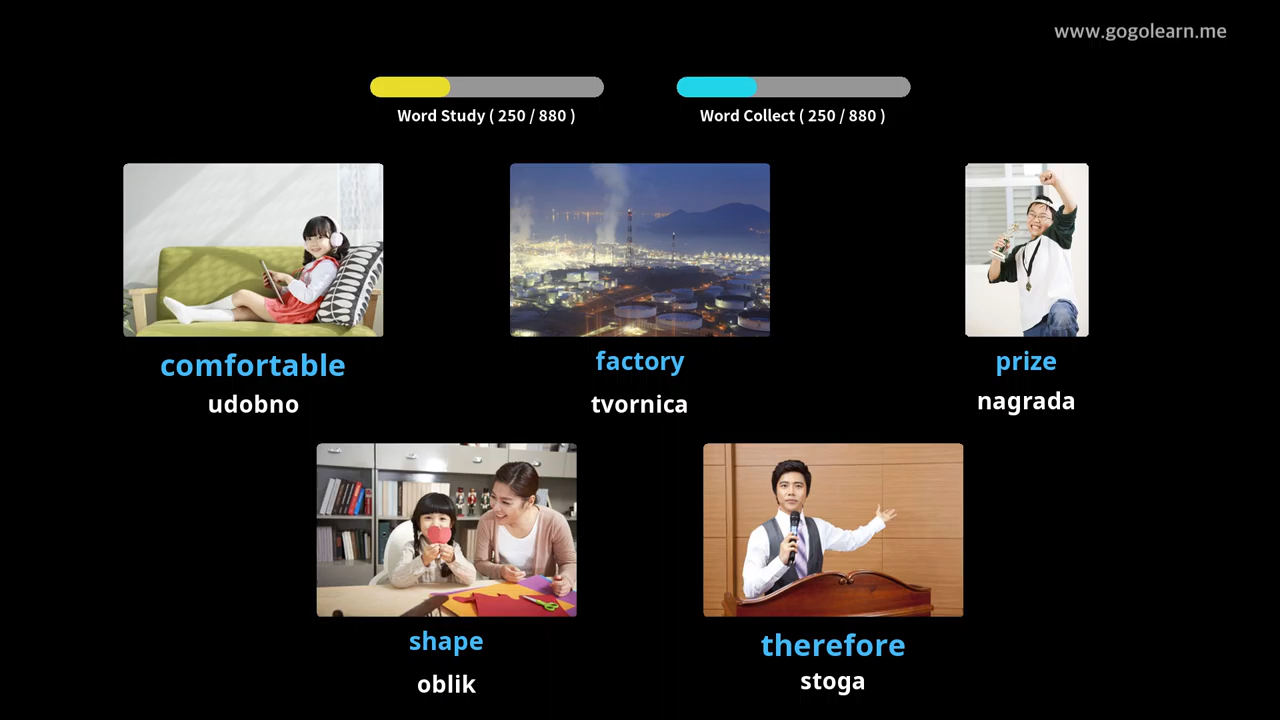 www.gogolearn.me
Word Study ( 250 / 880 )
Word Collect ( 250 / 880 )
comfortable
udobno
factory
tvornica
prize
nagrada
shape
oblik
therefore
stoga